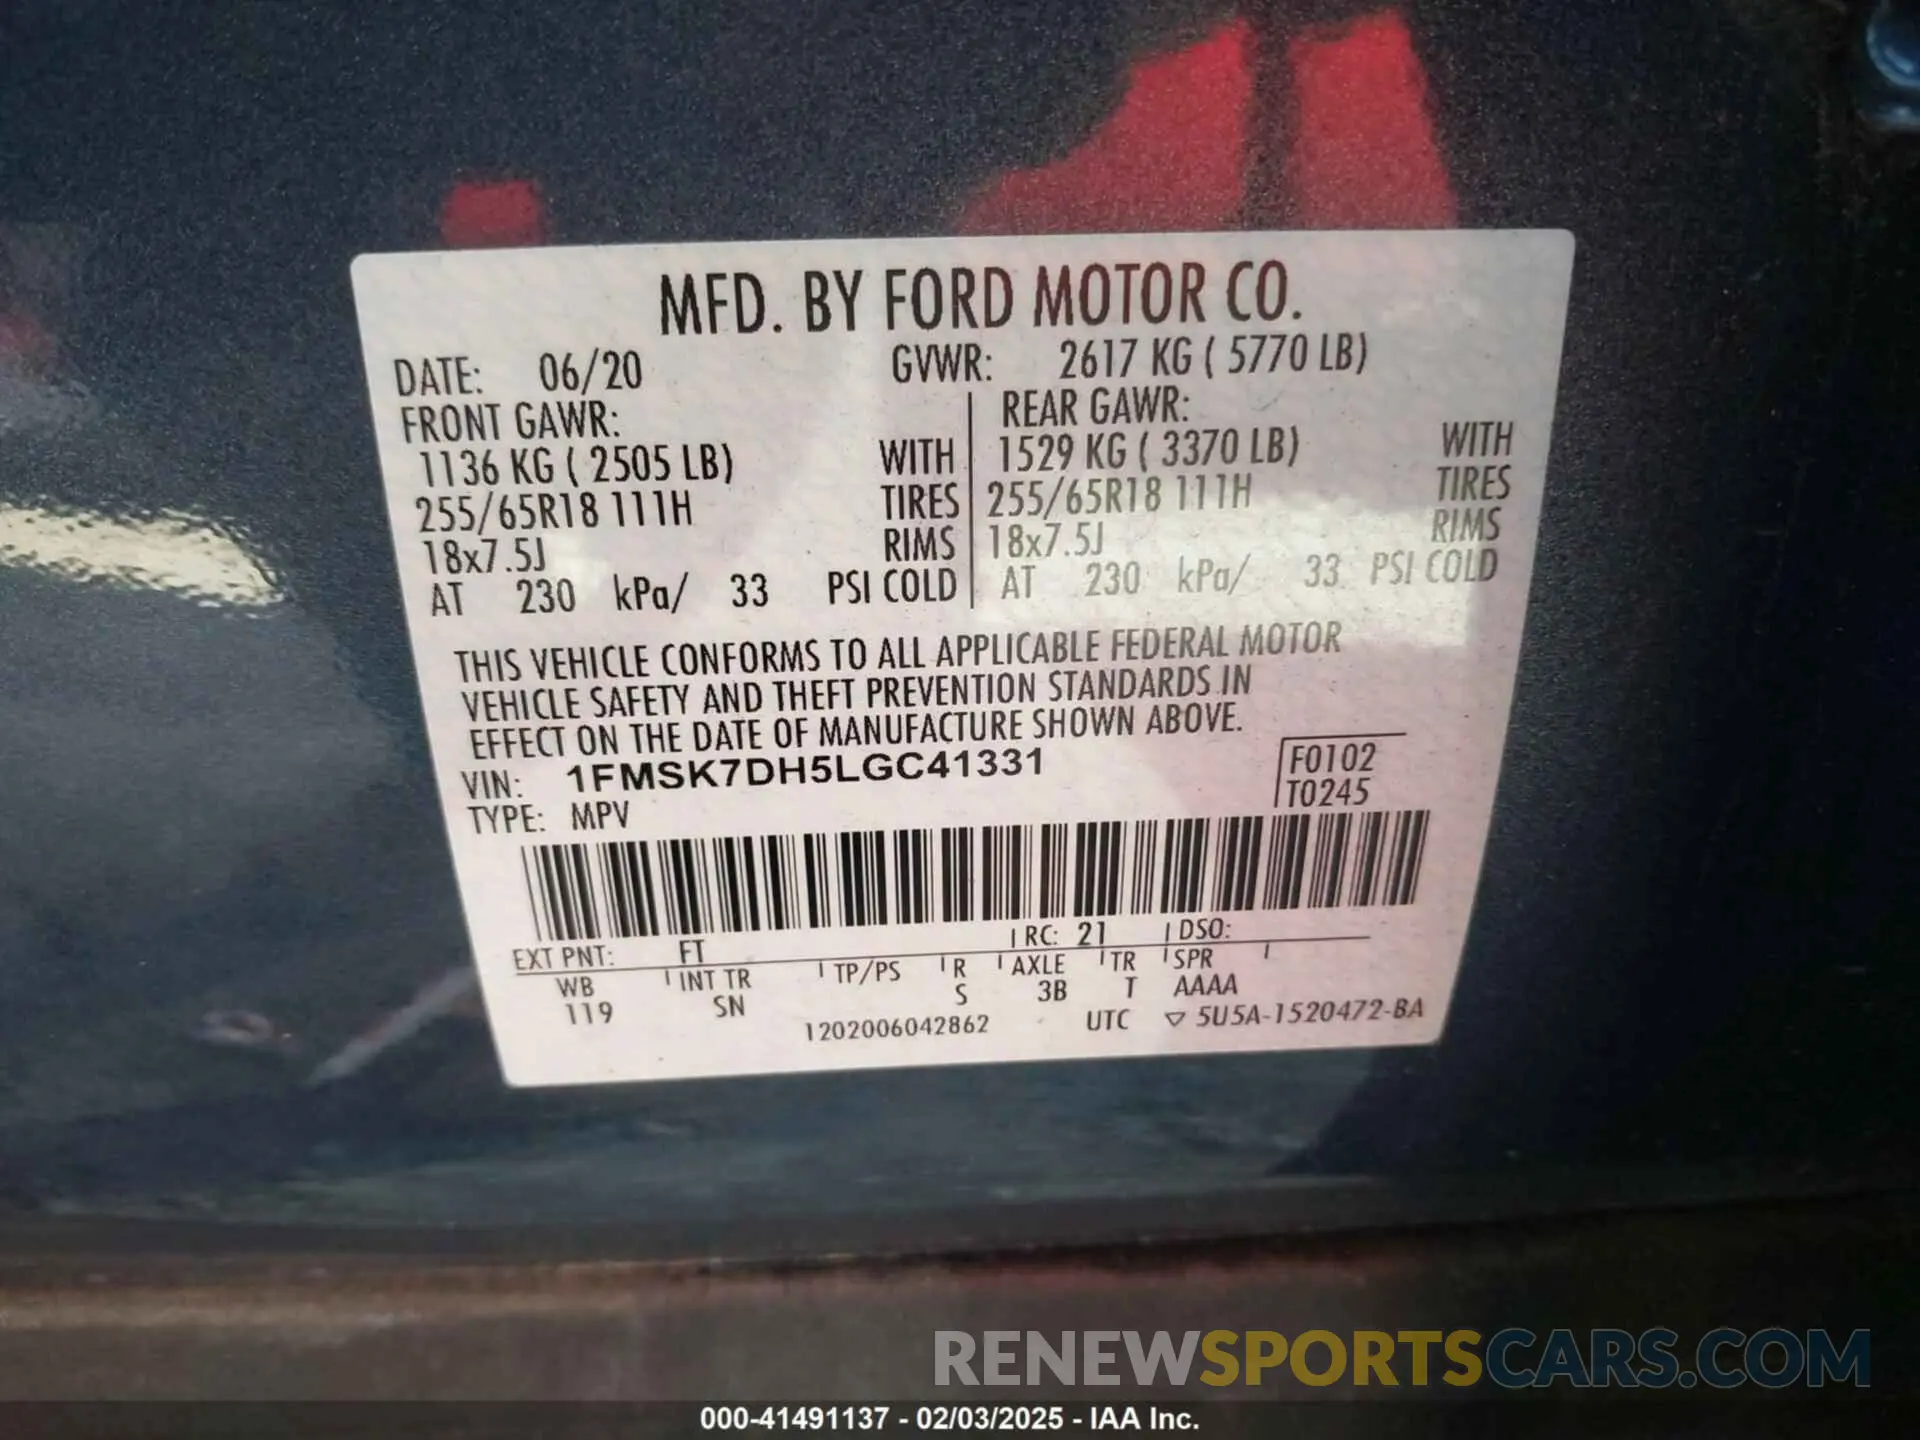 MFD. BY FORD MOTOR CO.
DATE: 06/20 GVWR: 2617 KG ( 5770 LB)
FRONT GAWR: REAR GAWR:
1136 KG ( 2505 LB) WITH 1529 KG ( 3370 LB) WITH
255/65R18 111H TIRES 255/65R18 111H TIRES
18x7.5J RIMS 18x7.5J RIMS
AT 230 kPa/ 33 PSI COLD AT 230 kPa/ 33 PSI COLD
THIS VEHICLE CONFORMS TO ALL APPLICABLE FEDERAL MOTOR
VEHICLE SAFETY AND THEFT PREVENTION STANDARDS IN
EFFECT ON THE DATE OF MANUFACTURE SHOWN ABOVE.
VIN: 1FMSK7DH5LGC41331 F0102
TYPE: MPV T0245
EXT PNT: FT RC: 21 DSO:
WB INT TR TP/PS R AXLE TR SPR
119 SN S 3B T AAAA
1202006042862 UTC ▽ 5U5A-1520472-BA
RENEWSPORTSCARS.COM
000-41491137 - 02/03/2025 - IAA Inc.